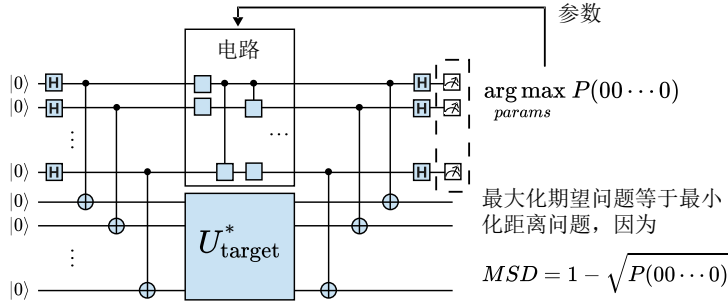 参数
电路
|0⟩ H H
|0⟩ H H
⋮ ⋯
|0⟩ H H
|0⟩
|0⟩
⋮
|0⟩
U*target
arg max P(00⋯0)
params
最大化期望问题等于最小
化距离问题，因为
MSD = 1 − √P(00⋯0)